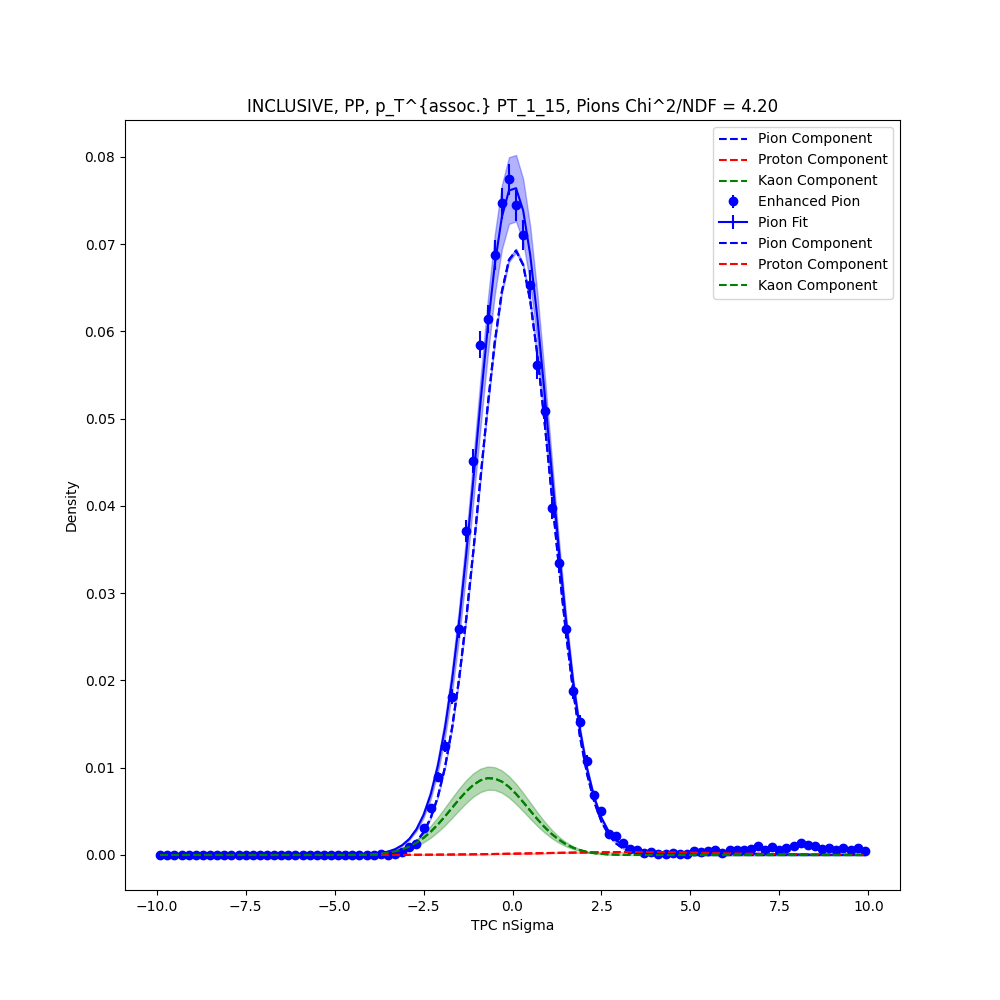 INCLUSIVE, PP, p_T^{assoc.} PT_1_15, Pions Chi^2/NDF = 4.20
Pion Component
Proton Component
Kaon Component
Enhanced Pion
Pion Fit
Pion Component
Proton Component
Kaon Component
0.08
0.07
0.06
0.05
0.04
0.03
0.02
0.01
0.00
Density
−10.0 −7.5 −5.0 −2.5 0.0 2.5 5.0 7.5 10.0
TPC nSigma